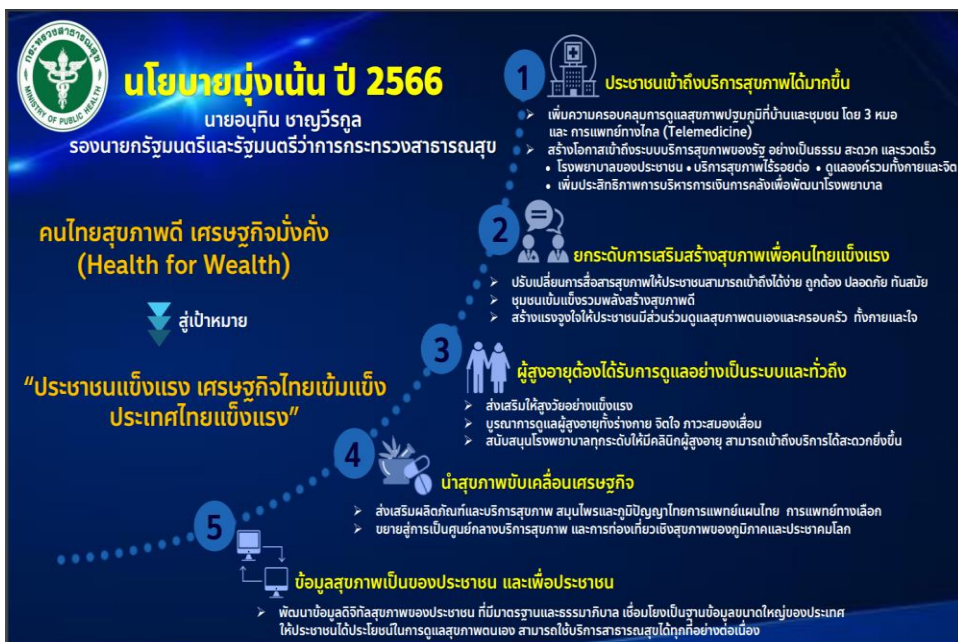 กระทรวงสาธารณสุข
MINISTRY OF PUBLIC HEALTH
นโยบายมุ่งเน้น ปี 2566
นายอนุทิน ชาญวีรกูล
รองนายกรัฐมนตรีและรัฐมนตรีว่าการกระทรวงสาธารณสุข
คนไทยสุขภาพดี เศรษฐกิจมั่งคั่ง
(Health for Wealth)
สู่เป้าหมาย
“ประชาชนแข็งแรง เศรษฐกิจไทยเข้มแข็ง
ประเทศไทยแข็งแรง”
1
ประชาชนเข้าถึงบริการสุขภาพได้มากขึ้น
➢ เพิ่มความครอบคลุมการดูแลสุขภาพปฐมภูมิที่บ้านและชุมชน โดย 3 หมอ
และ การแพทย์ทางไกล (Telemedicine)
➢ สร้างโอกาสเข้าถึงระบบบริการสุขภาพของรัฐ อย่างเป็นธรรม สะดวก และรวดเร็ว
• โรงพยาบาลของประชาชน • บริการสุขภาพไร้รอยต่อ • ดูแลองค์รวมทั้งกายและจิต
• เพิ่มประสิทธิภาพการบริหารการเงินการคลังเพื่อพัฒนาโรงพยาบาล
2
ยกระดับการเสริมสร้างสุขภาพเพื่อคนไทยแข็งแรง
➢ ปรับเปลี่ยนการสื่อสารสุขภาพให้ประชาชนสามารถเข้าถึงได้ง่าย ถูกต้อง ปลอดภัย ทันสมัย
➢ ชุมชนเข้มแข็งรวมพลังสร้างสุขภาพดี
➢ สร้างแรงจูงใจให้ประชาชนมีส่วนร่วมดูแลสุขภาพตนเองและครอบครัว ทั้งกายและใจ
3
ผู้สูงอายุต้องได้รับการดูแลอย่างเป็นระบบและทั่วถึง
➢ ส่งเสริมให้สูงวัยอย่างแข็งแรง
➢ บูรณาการดูแลผู้สูงอายุทั้งร่างกาย จิตใจ ภาวะสมองเสื่อม
➢ สนับสนุนโรงพยาบาลทุกระดับให้มีคลินิกผู้สูงอายุ สามารถเข้าถึงบริการได้สะดวกยิ่งขึ้น
4
นำสุขภาพขับเคลื่อนเศรษฐกิจ
➢ ส่งเสริมผลิตภัณฑ์และบริการสุขภาพ สมุนไพรและภูมิปัญญาไทยการแพทย์แผนไทย การแพทย์ทางเลือก
➢ ขยายสู่การเป็นศูนย์กลางบริการสุขภาพ และการท่องเที่ยวเชิงสุขภาพของภูมิภาคและประชาคมโลก
5
ข้อมูลสุขภาพเป็นของประชาชน และเพื่อประชาชน
➢ พัฒนาข้อมูลดิจิทัลสุขภาพของประชาชน ที่มีมาตรฐานและธรรมาภิบาล เชื่อมโยงเป็นฐานข้อมูลขนาดใหญ่ของประเทศ
ให้ประชาชนได้ประโยชน์ในการดูแลสุขภาพตนเอง สามารถใช้บริการสาธารณสุขได้ทุกที่อย่างต่อเนื่อง